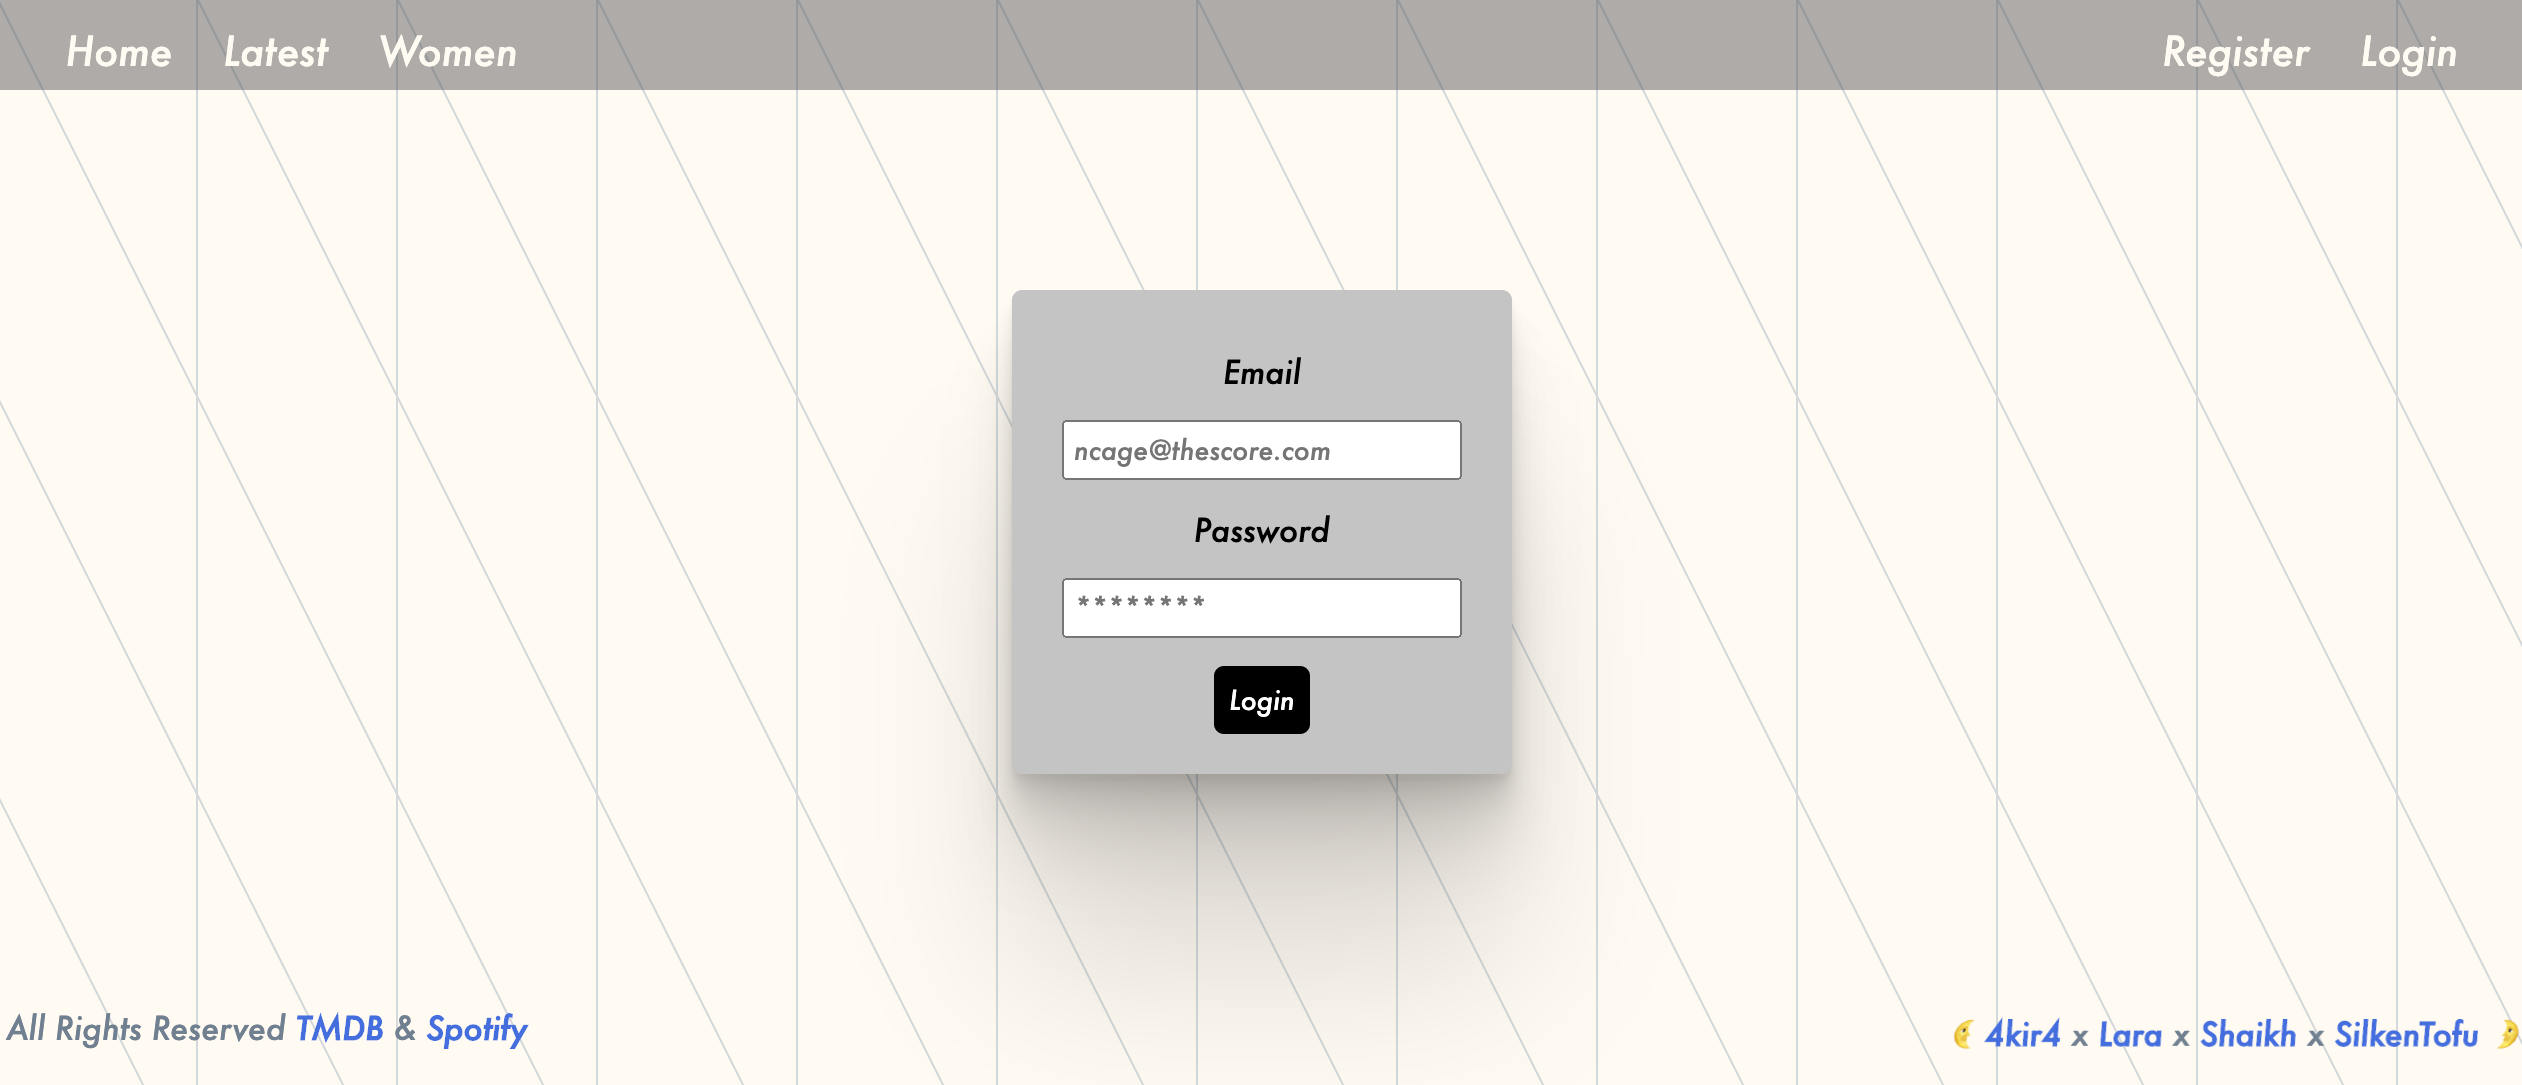 Home Latest Women Register Login
Email
ncage@thescore.com
Password
********
Login
All Rights Reserved TMDB & Spotify
4kir4 x Lara x Shaikh x SilkenTofu